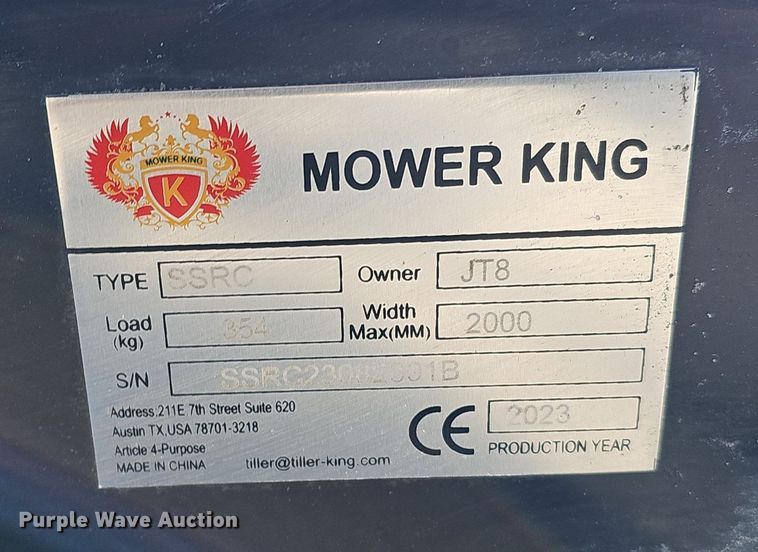 MOWER KING
K
MOWER KING
TYPE SSRC Owner JT8
Load (kg) 354 Width Max(MM) 2000
S/N
Address:211E 7th Street Suite 620
Austin TX,USA 78701-3218
Article 4-Purpose
MADE IN CHINA tiller@tiller-king.com
CE 2023
PRODUCTION YEAR
Purple Wave Auction